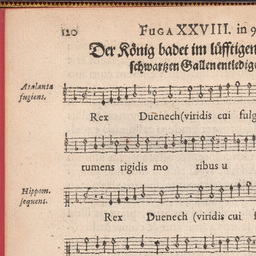 120 FUGA XXVIII. in 9
Der König badet im lüfftigen
schwartzen Gallen entledig
Atalanta
fugiens.
Rex Duenech (viridis cui fulg
tumens rigidis mo ribus u
Hippom.
sequens.
Rex Duenech (viridis cui f